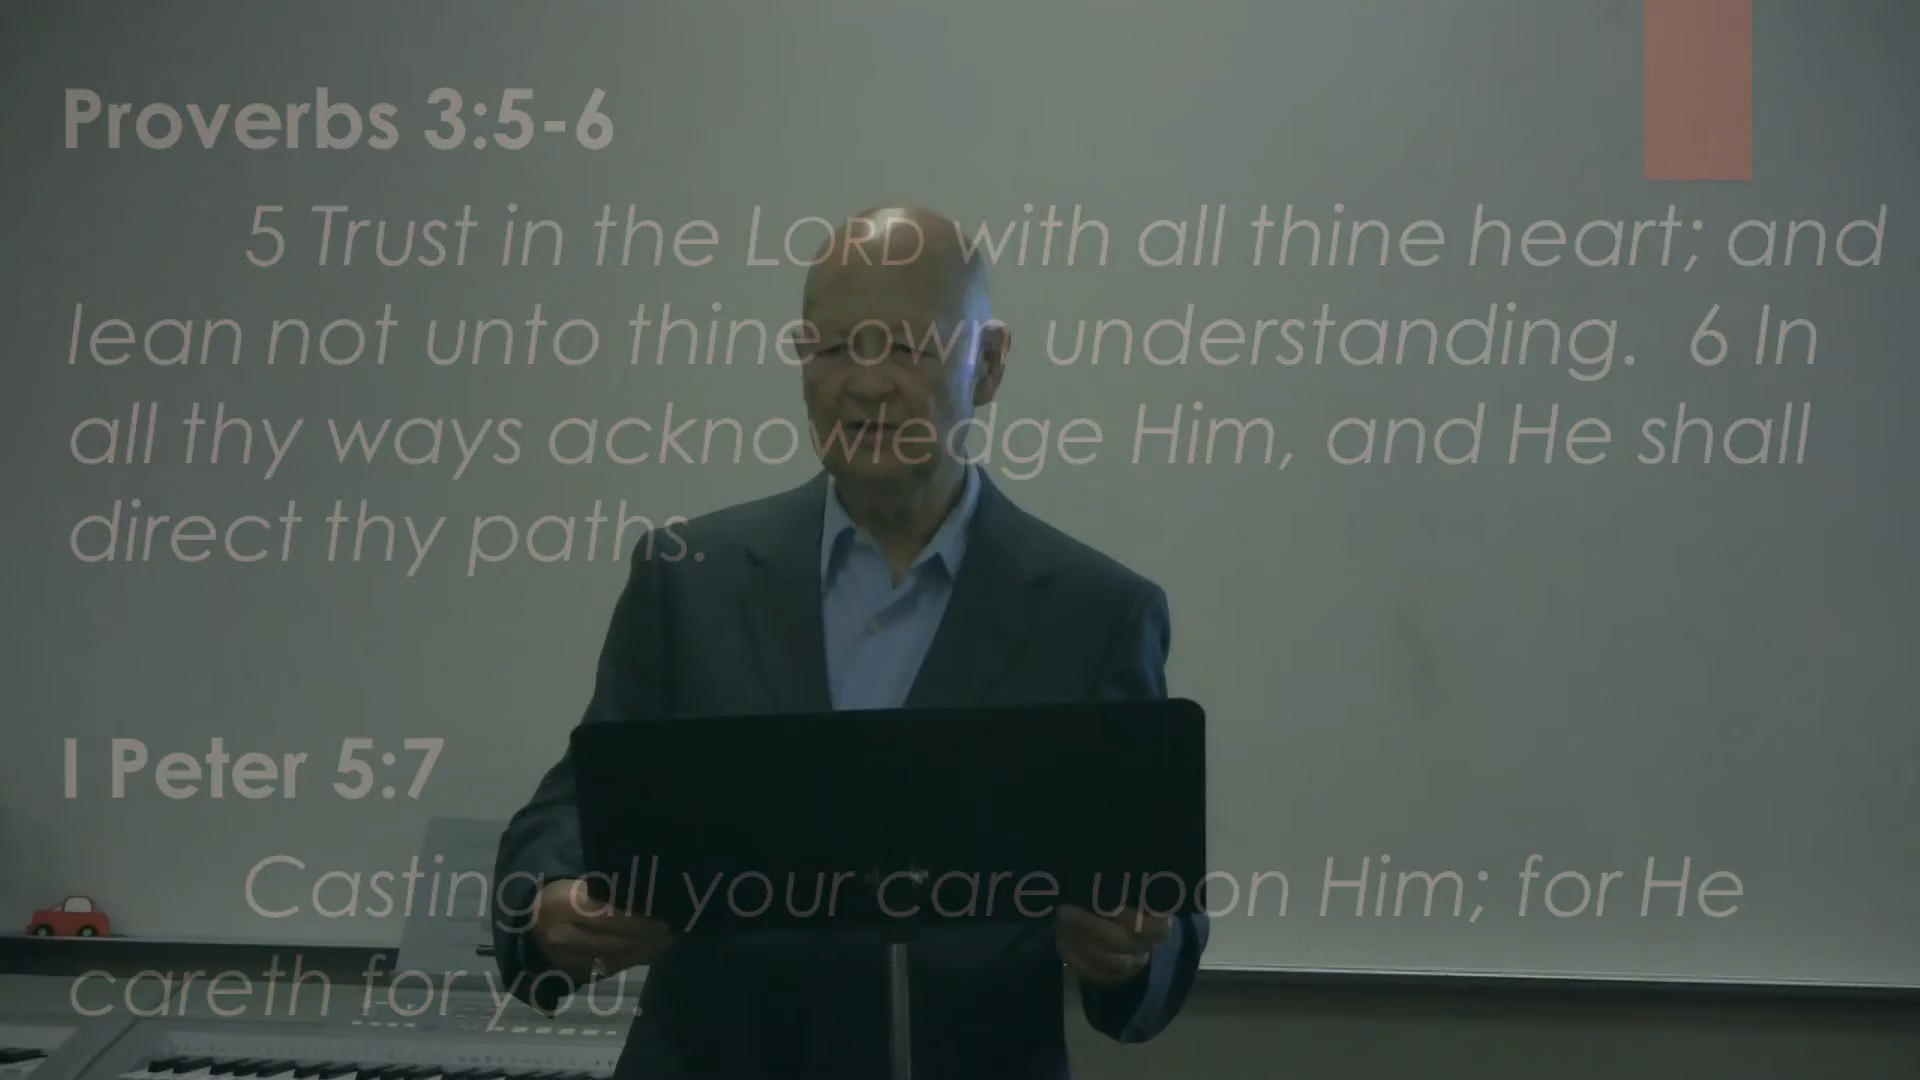 Proverbs 3:5-6
5 Trust in the LORD with all thine heart; and
lean not unto thine own understanding. 6 In
all thy ways acknowledge Him, and He shall
direct thy paths.
I Peter 5:7
Casting all your care upon Him; for He
careth for you.